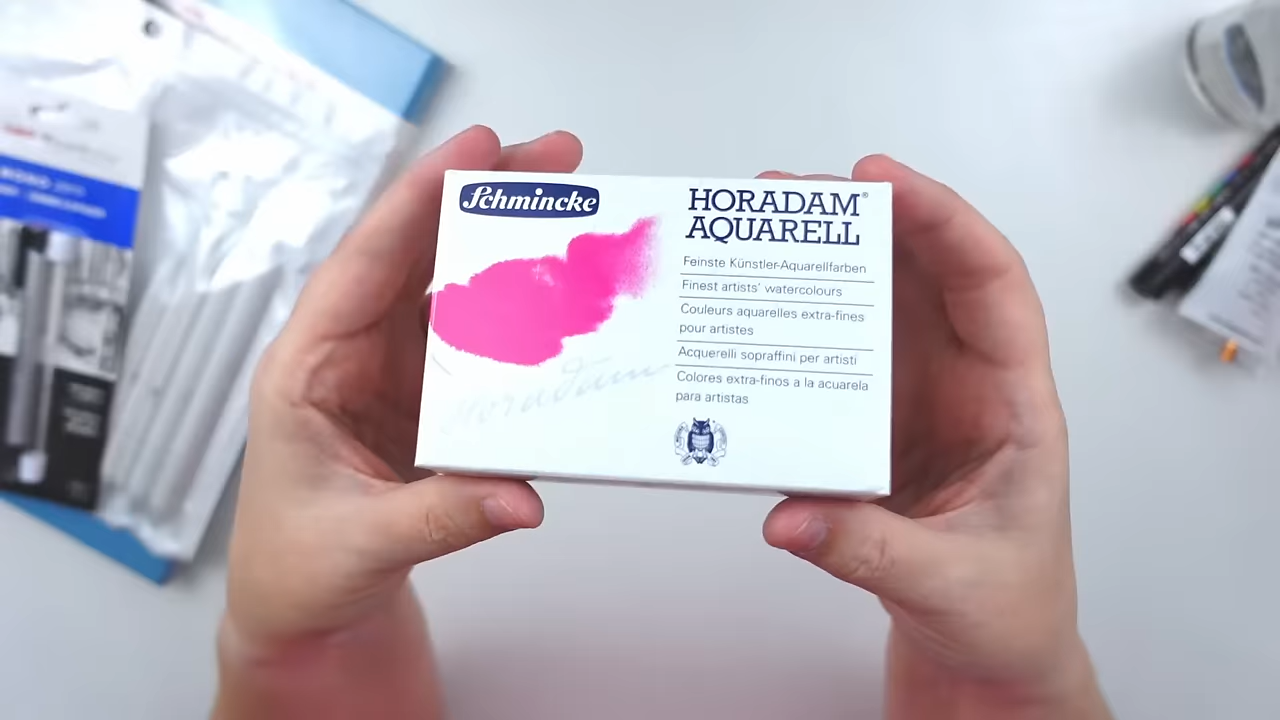 Schmincke
HORADAM®
AQUARELL
Feinste Künstler-Aquarellfarben
Finest artists' watercolours
Couleurs aquarelles extra-fines
pour artistes
Acquerelli sopraffini per artisti
Colores extra-finos a la acuarela
para artistas
Horadam